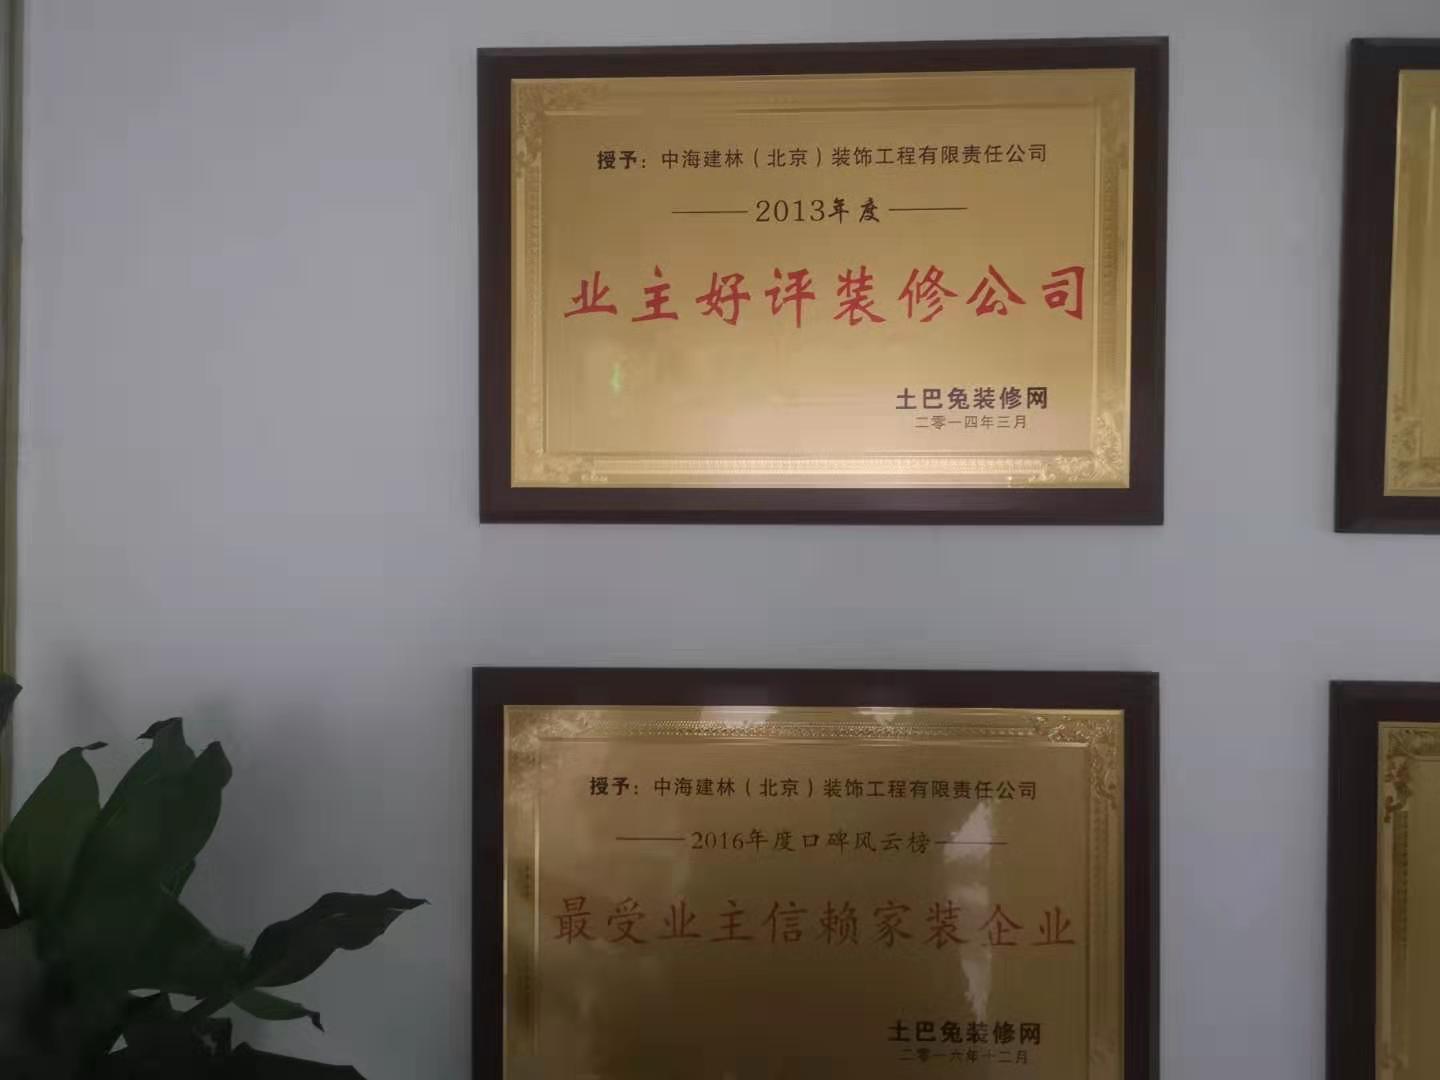 授予：中海建林（北京）装饰工程有限责任公司
2013年度
业主好评装修公司
土巴兔装修网
二零一四年三月
授予：中海建林（北京）装饰工程有限责任公司
2016年度口碑风云榜
最受业主信赖家装企业
土巴兔装修网
二零一六年十二月